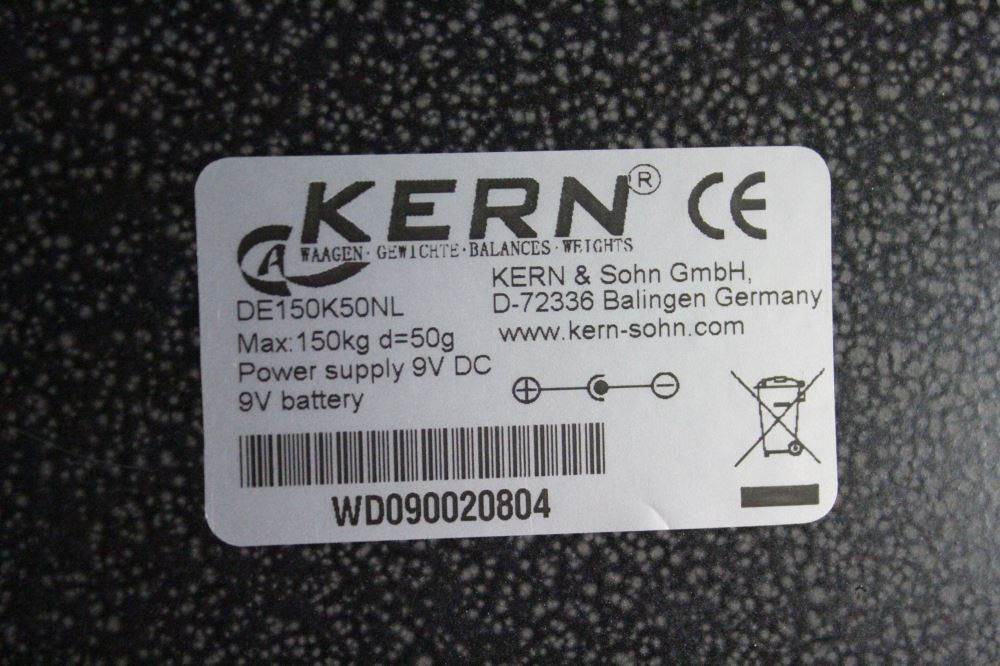 KERN®
CE
WAAGEN·GEWICHTE·BALANCES·WEIGHTS
DE150K50NL
Max:150kg d=50g
Power supply 9V DC
9V battery
KERN & Sohn GmbH,
D-72336 Balingen Germany
www.kern-sohn.com
WD090020804